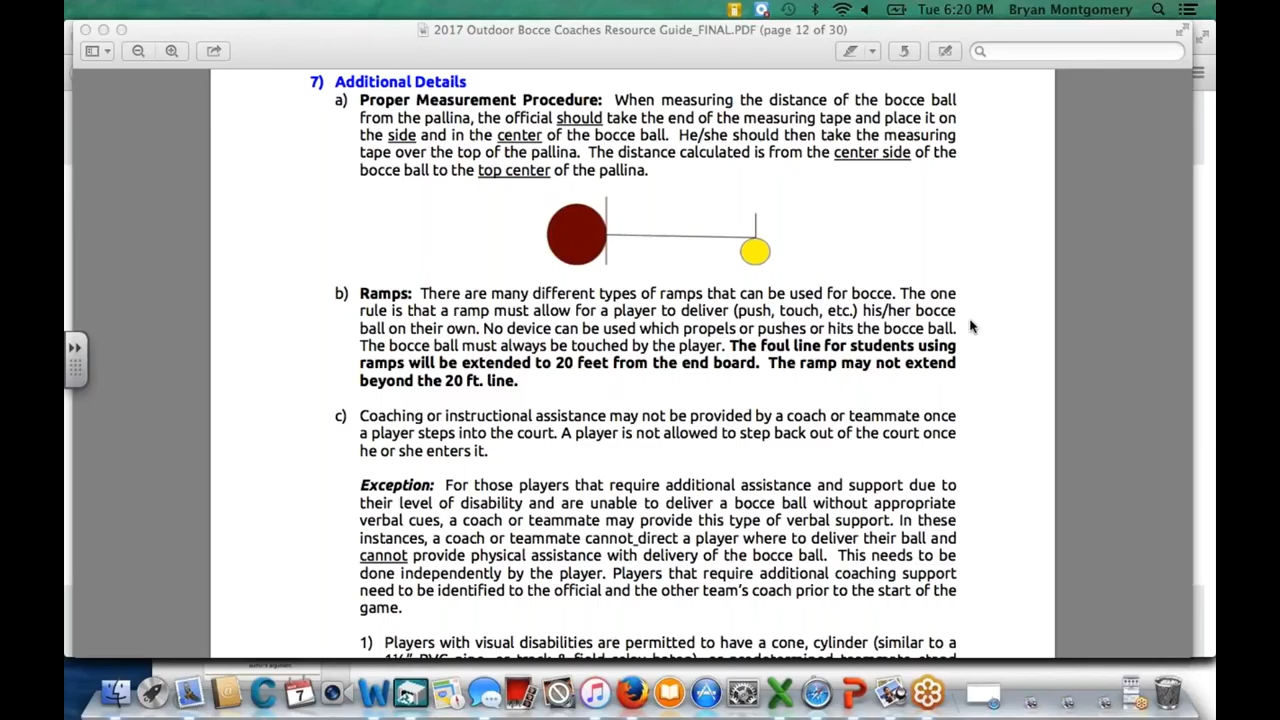 Tue 6:20 PM Bryan Montgomery
2017 Outdoor Bocce Coaches Resource Guide_FINAL.PDF (page 12 of 30)
7) Additional Details
a) Proper Measurement Procedure: When measuring the distance of the bocce ball
from the pallina, the official should take the end of the measuring tape and place it on
the side and in the center of the bocce ball. He/she should then take the measuring
tape over the top of the pallina. The distance calculated is from the center side of the
bocce ball to the top center of the pallina.
b) Ramps: There are many different types of ramps that can be used for bocce. The one
rule is that a ramp must allow for a player to deliver (push, touch, etc.) his/her bocce
ball on their own. No device can be used which propels or pushes or hits the bocce ball.
The bocce ball must always be touched by the player. The foul line for students using
ramps will be extended to 20 feet from the end board. The ramp may not extend
beyond the 20 ft. line.
c) Coaching or instructional assistance may not be provided by a coach or teammate once
a player steps into the court. A player is not allowed to step back out of the court once
he or she enters it.
Exception: For those players that require additional assistance and support due to
their level of disability and are unable to deliver a bocce ball without appropriate
verbal cues, a coach or teammate may provide this type of verbal support. In these
instances, a coach or teammate cannot direct a player where to deliver their ball and
cannot provide physical assistance with delivery of the bocce ball. This needs to be
done independently by the player. Players that require additional coaching support
need to be identified to the official and the other team's coach prior to the start of the
game.
1) Players with visual disabilities are permitted to have a cone, cylinder (similar to a
7